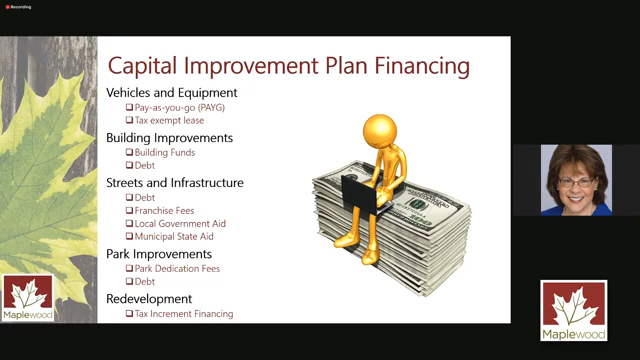 Recording
Capital Improvement Plan Financing
Vehicles and Equipment
Pay-as-you-go (PAYG)
Tax exempt lease
Building Improvements
Building Funds
Debt
Streets and Infrastructure
Debt
Franchise Fees
Local Government Aid
Municipal State Aid
Park Improvements
Park Dedication Fees
Debt
Redevelopment
Tax Increment Financing
Maplewood
Maplewood